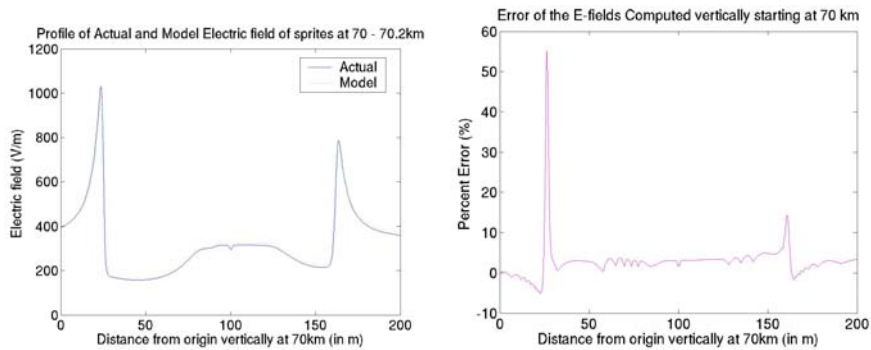 Profile of Actual and Model Electric field of sprites at 70 - 70.2km
1200
1000
800
600
400
200
0
Electric field (V/m)
Actual
Model
0 50 100 150 200
Distance from origin vertically at 70km (in m)
Error of the E-fields Computed vertically starting at 70 km
60
50
40
30
20
10
0
-10
Percent Error (%)
0 50 100 150 200
Distance from origin vertically at 70km (in m)